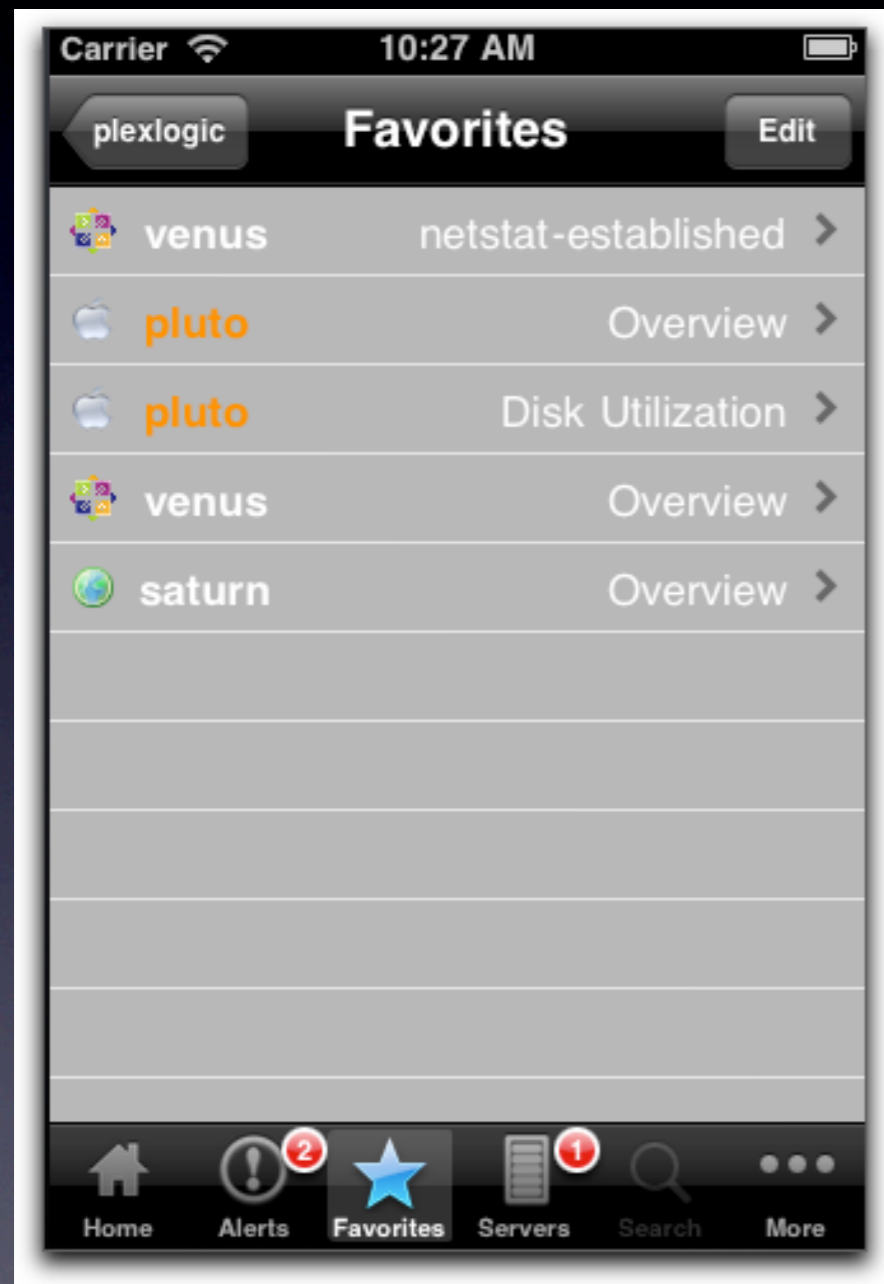 Carrier 10:27 AM
plexlogic Favorites Edit
venus netstat-established
pluto Overview
pluto Disk Utilization
venus Overview
saturn Overview
2 1
Home Alerts Favorites Servers Search More